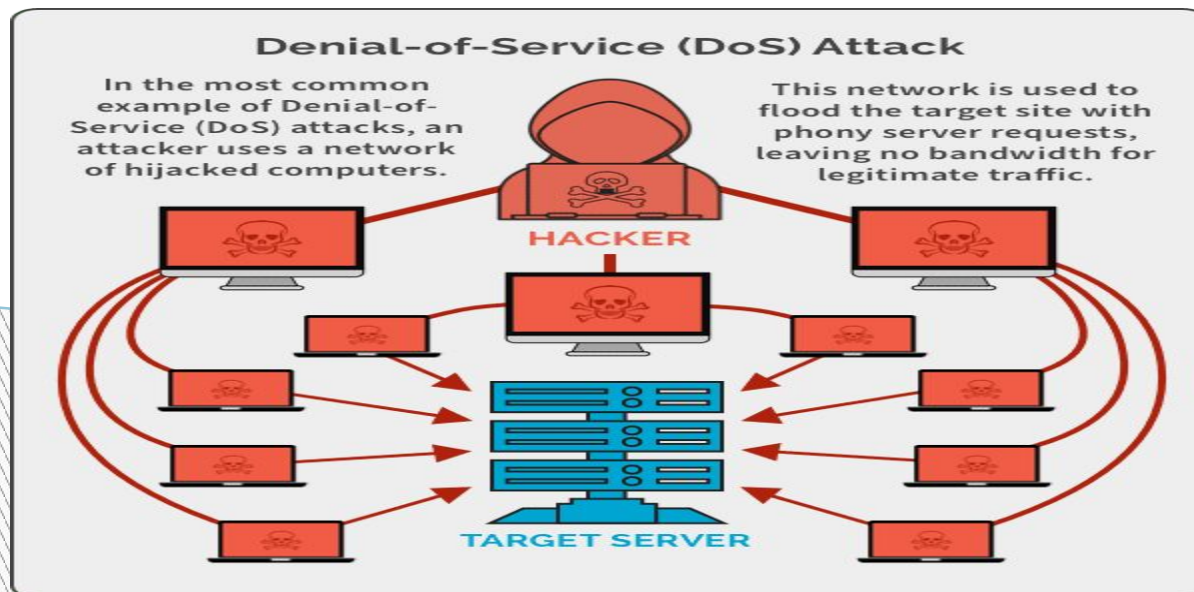 Denial-of-Service (DoS) Attack
In the most common
example of Denial-of-
Service (DoS) attacks, an
attacker uses a network
of hijacked computers.
This network is used to
flood the target site with
phony server requests,
leaving no bandwidth for
legitimate traffic.
HACKER
TARGET SERVER